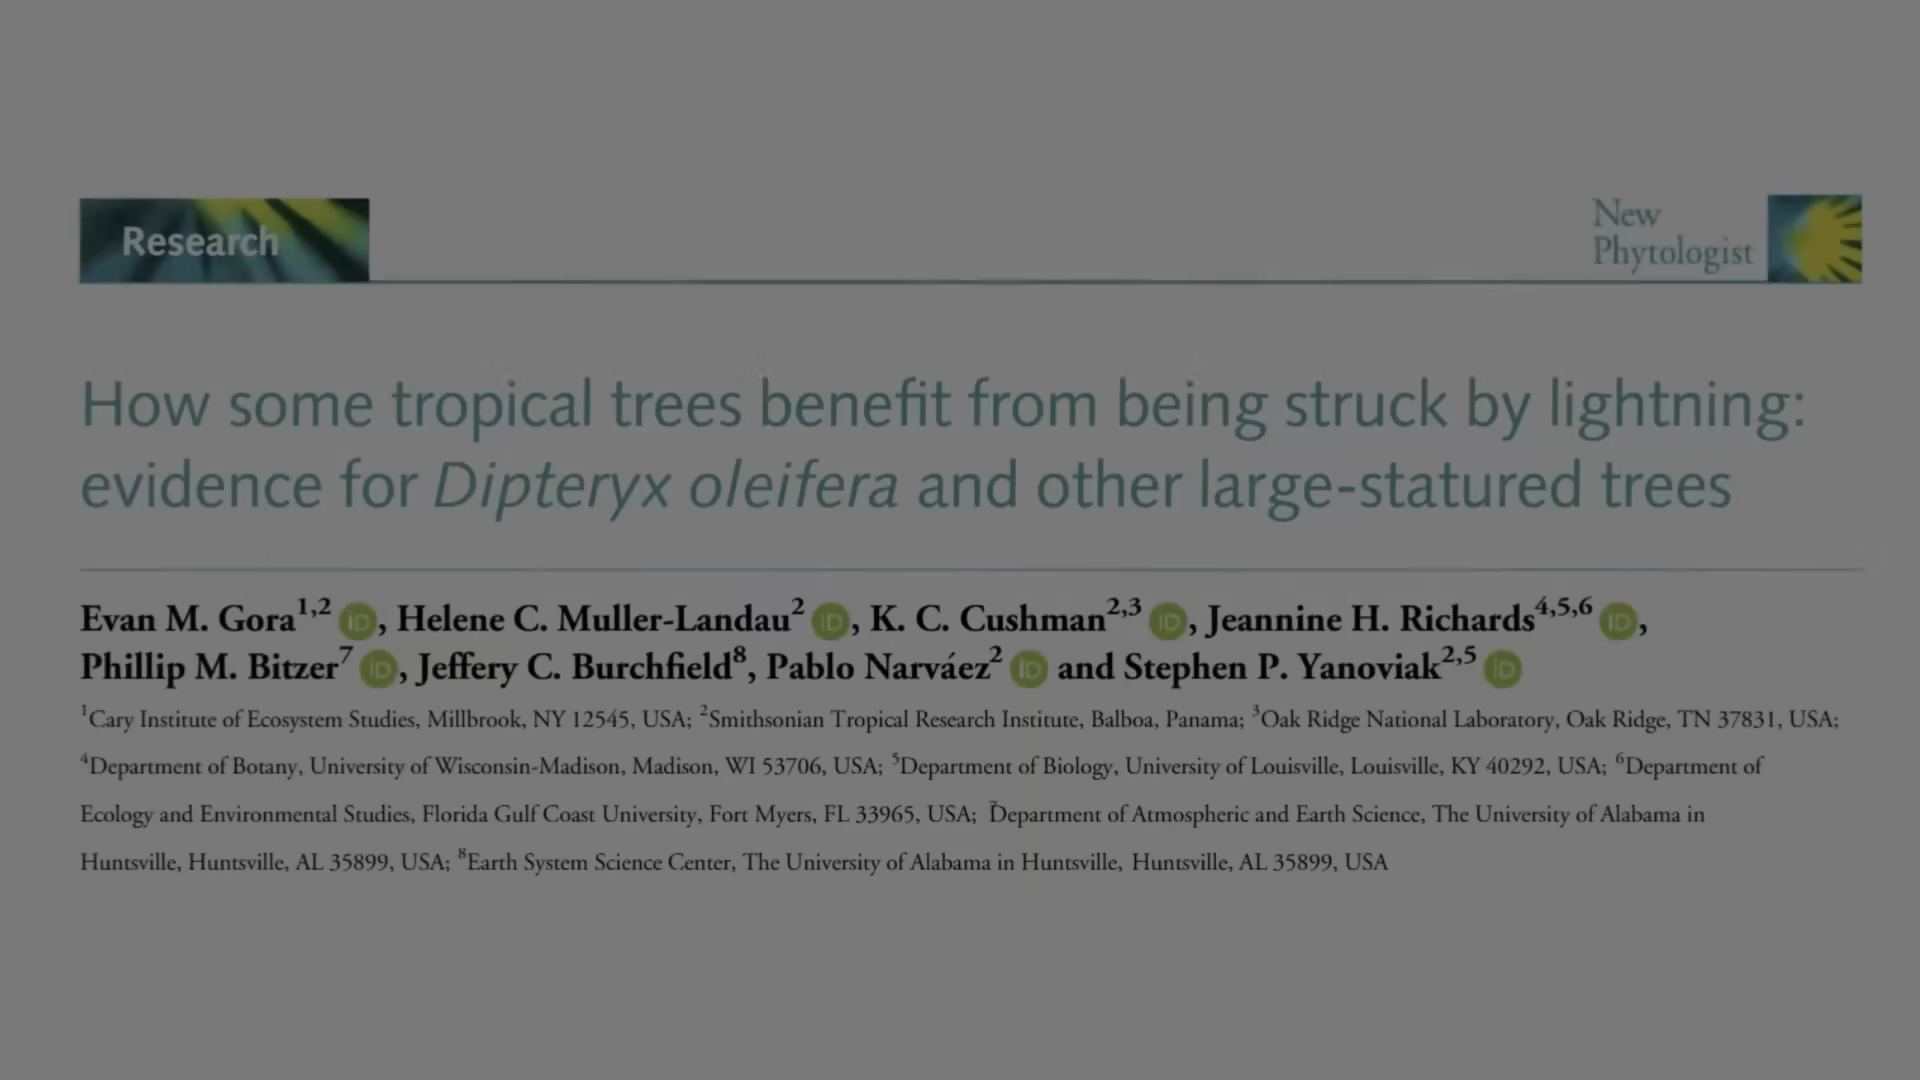 Research
New
Phytologist
How some tropical trees benefit from being struck by lightning:
evidence for Dipteryx oleifera and other large-statured trees
Evan M. Gora1,2 iD, Helene C. Muller-Landau2 iD, K. C. Cushman2,3 iD, Jeannine H. Richards4,5,6 iD,
Phillip M. Bitzer7 iD, Jeffery C. Burchfield8, Pablo Narváez2 iD and Stephen P. Yanoviak2,5 iD
1Cary Institute of Ecosystem Studies, Millbrook, NY 12545, USA; 2Smithsonian Tropical Research Institute, Balboa, Panama; 3Oak Ridge National Laboratory, Oak Ridge, TN 37831, USA;
4Department of Botany, University of Wisconsin-Madison, Madison, WI 53706, USA; 5Department of Biology, University of Louisville, Louisville, KY 40292, USA; 6Department of
Ecology and Environmental Studies, Florida Gulf Coast University, Fort Myers, FL 33965, USA; 7Department of Atmospheric and Earth Science, The University of Alabama in
Huntsville, Huntsville, AL 35899, USA; 8Earth System Science Center, The University of Alabama in Huntsville, Huntsville, AL 35899, USA